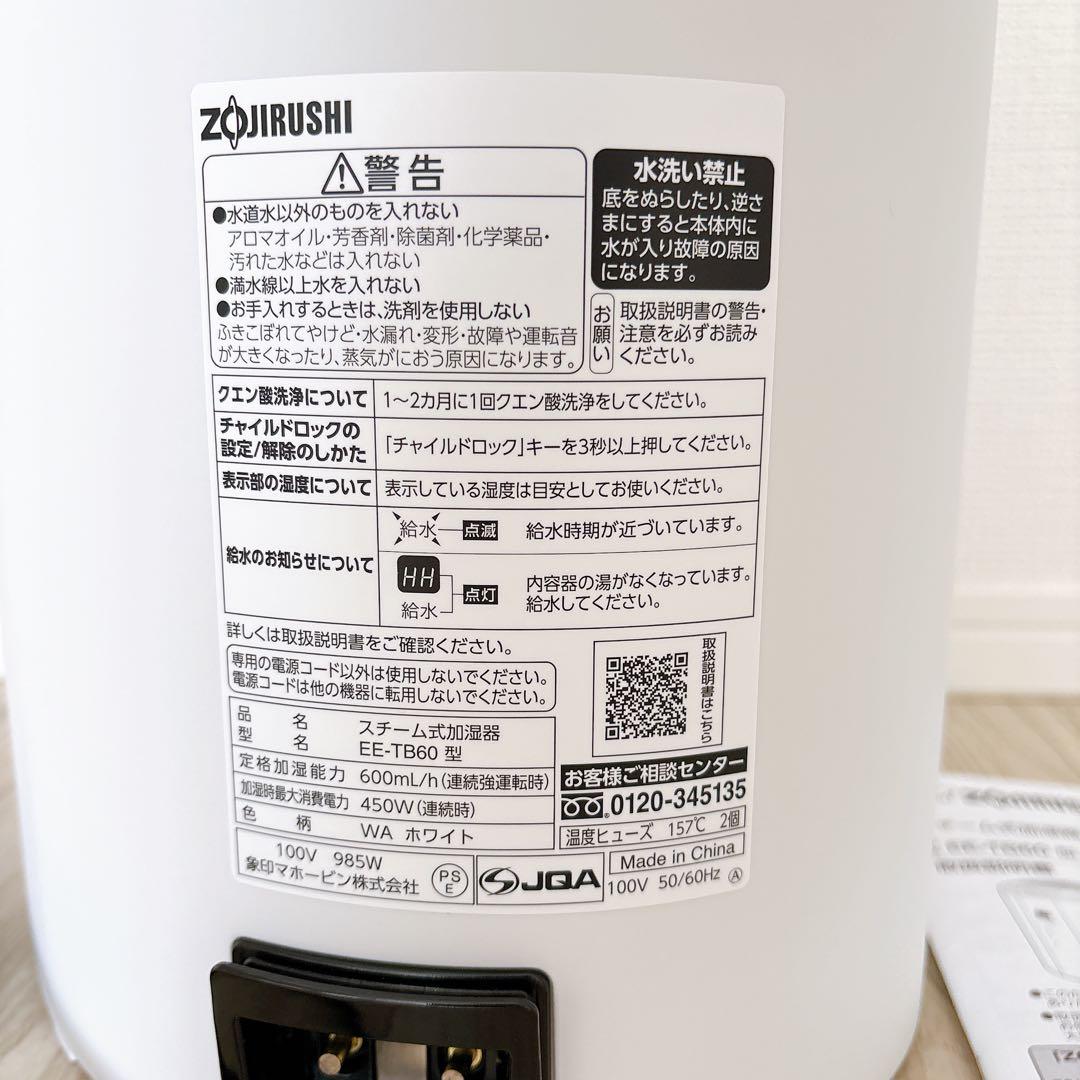 ZOJIRUSHI
警告
●水道水以外のものを入れない
アロマオイル・芳香剤・除菌剤・化学薬品・
汚れた水などは入れない
●満水線以上水を入れない
●お手入れするときは、洗剤を使用しない
ふきこぼれてやけど・水漏れ・変形・故障や運転音
が大きくなったり、蒸気がにおう原因になります。
水洗い禁止
底をぬらしたり、逆さ
まにすると本体内に
水が入り故障の原因
になります。
お願い
取扱説明書の警告・
注意を必ずお読み
ください。
クエン酸洗浄について
1〜2カ月に1回クエン酸洗浄をしてください。
チャイルドロックの
設定/解除のしかた
「チャイルドロック」キーを3秒以上押してください。
表示部の湿度について
表示している湿度は目安としてお使いください。
給水のお知らせについて
給水
点滅
給水時期が近づいています。
HH
給水
点灯
内容器の湯がなくなっています。
給水してください。
詳しくは取扱説明書をご確認ください。
専用の電源コード以外は使用しないでください。
電源コードは他の機器に転用しないでください。
取扱説明書はこちら
品名 スチーム式加湿器
型名 EE-TB60 型
定格加湿能力 600mL/h(連続強運転時)
加湿時最大消費電力 450W(連続時)
色柄 WA ホワイト
お客様ご相談センター
0120-345135
温度ヒューズ 157℃ 2個
100V 985W
象印マホービン株式会社
PS
E
JQA
Made in China
100V 50/60Hz Ⓐ